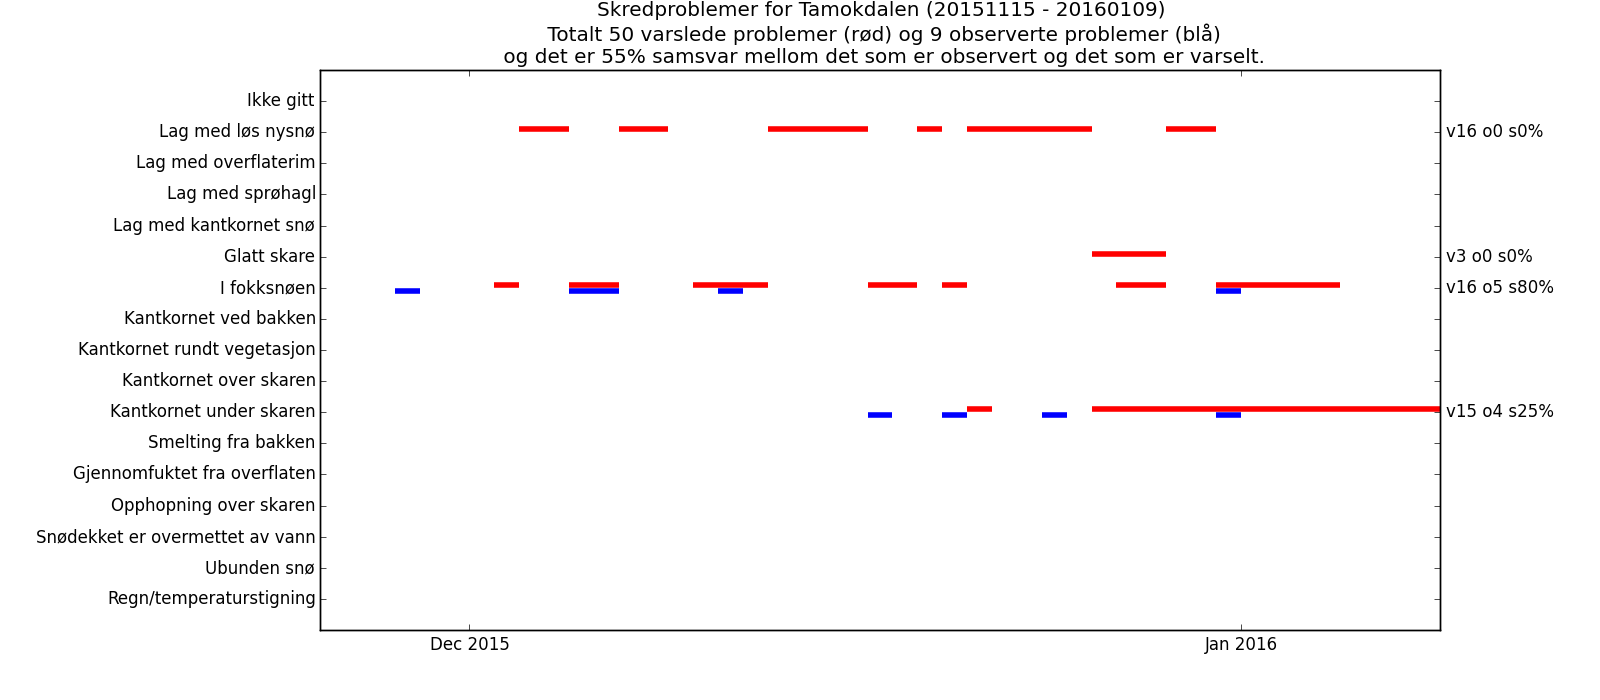 Skredproblemer for Tamokdalen (20151115 - 20160109)
Totalt 50 varslede problemer (rød) og 9 observerte problemer (blå)
og det er 55% samsvar mellom det som er observert og det som er varselt.
Ikke gitt
Lag med løs nysnø v16 o0 s0%
Lag med overflaterim
Lag med sprøhagl
Lag med kantkornet snø
Glatt skare v3 o0 s0%
I fokksnøen v16 o5 s80%
Kantkornet ved bakken
Kantkornet rundt vegetasjon
Kantkornet over skaren
Kantkornet under skaren v15 o4 s25%
Smelting fra bakken
Gjennomfuktet fra overflaten
Opphopning over skaren
Snødekket er overmettet av vann
Ubunden snø
Regn/temperaturstigning
Dec 2015 Jan 2016